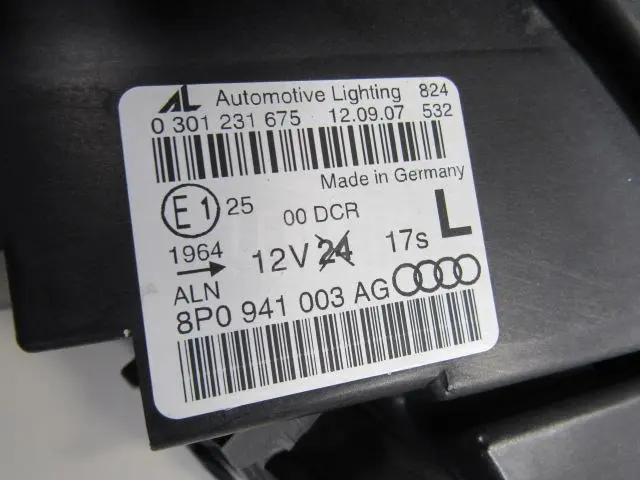 AL Automotive Lighting 824
0 301 231 675 12.09.07 532
Made in Germany
E1 25 00 DCR L
1964 12V 24 17s
ALN
8P0 941 003 AG